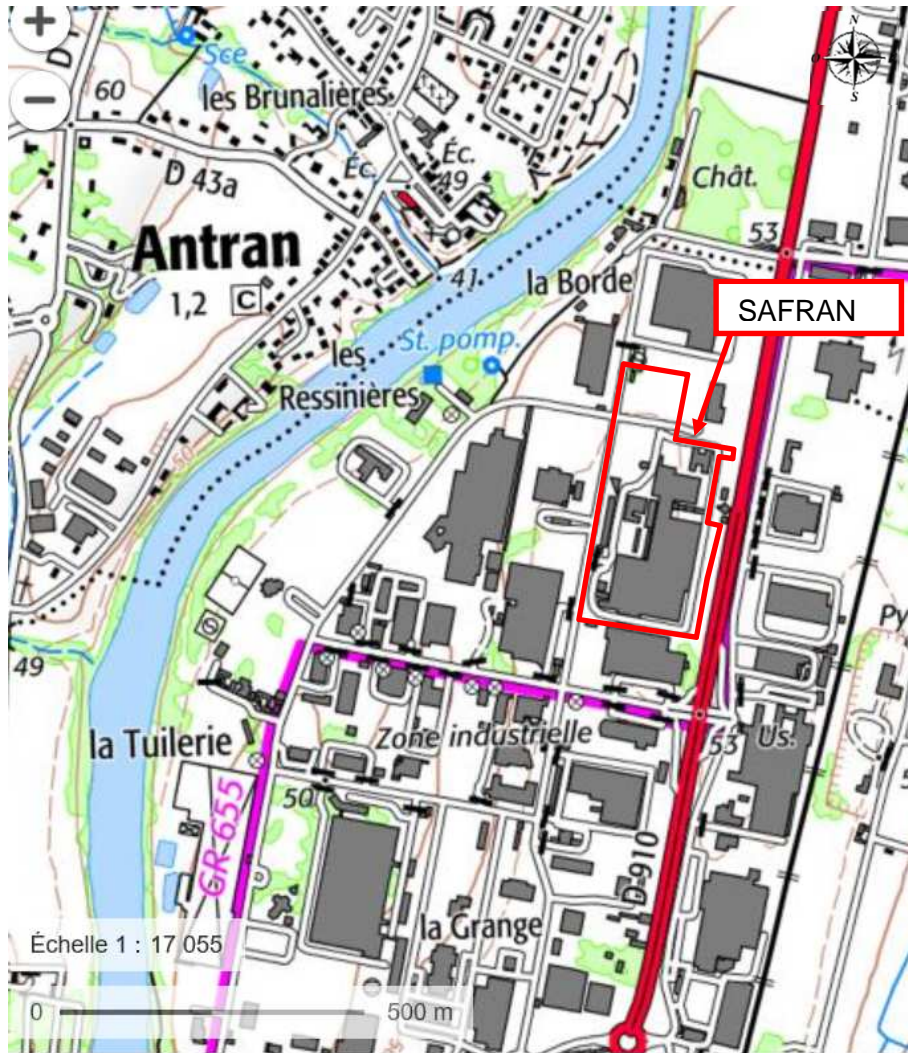 +
−
N
O
S
Sce
60
les Brunalières
Éc.
Éc.
49
D 43a
Chât.
Antran
1,2
C
41
53
la Borde
SAFRAN
St. pomp.
les
Ressinières
50
49
Py
la Tuilerie
Zone industrielle
53
Us.
50
GR 655
D 910
la Grange
Échelle 1 : 17 055
0
500 m